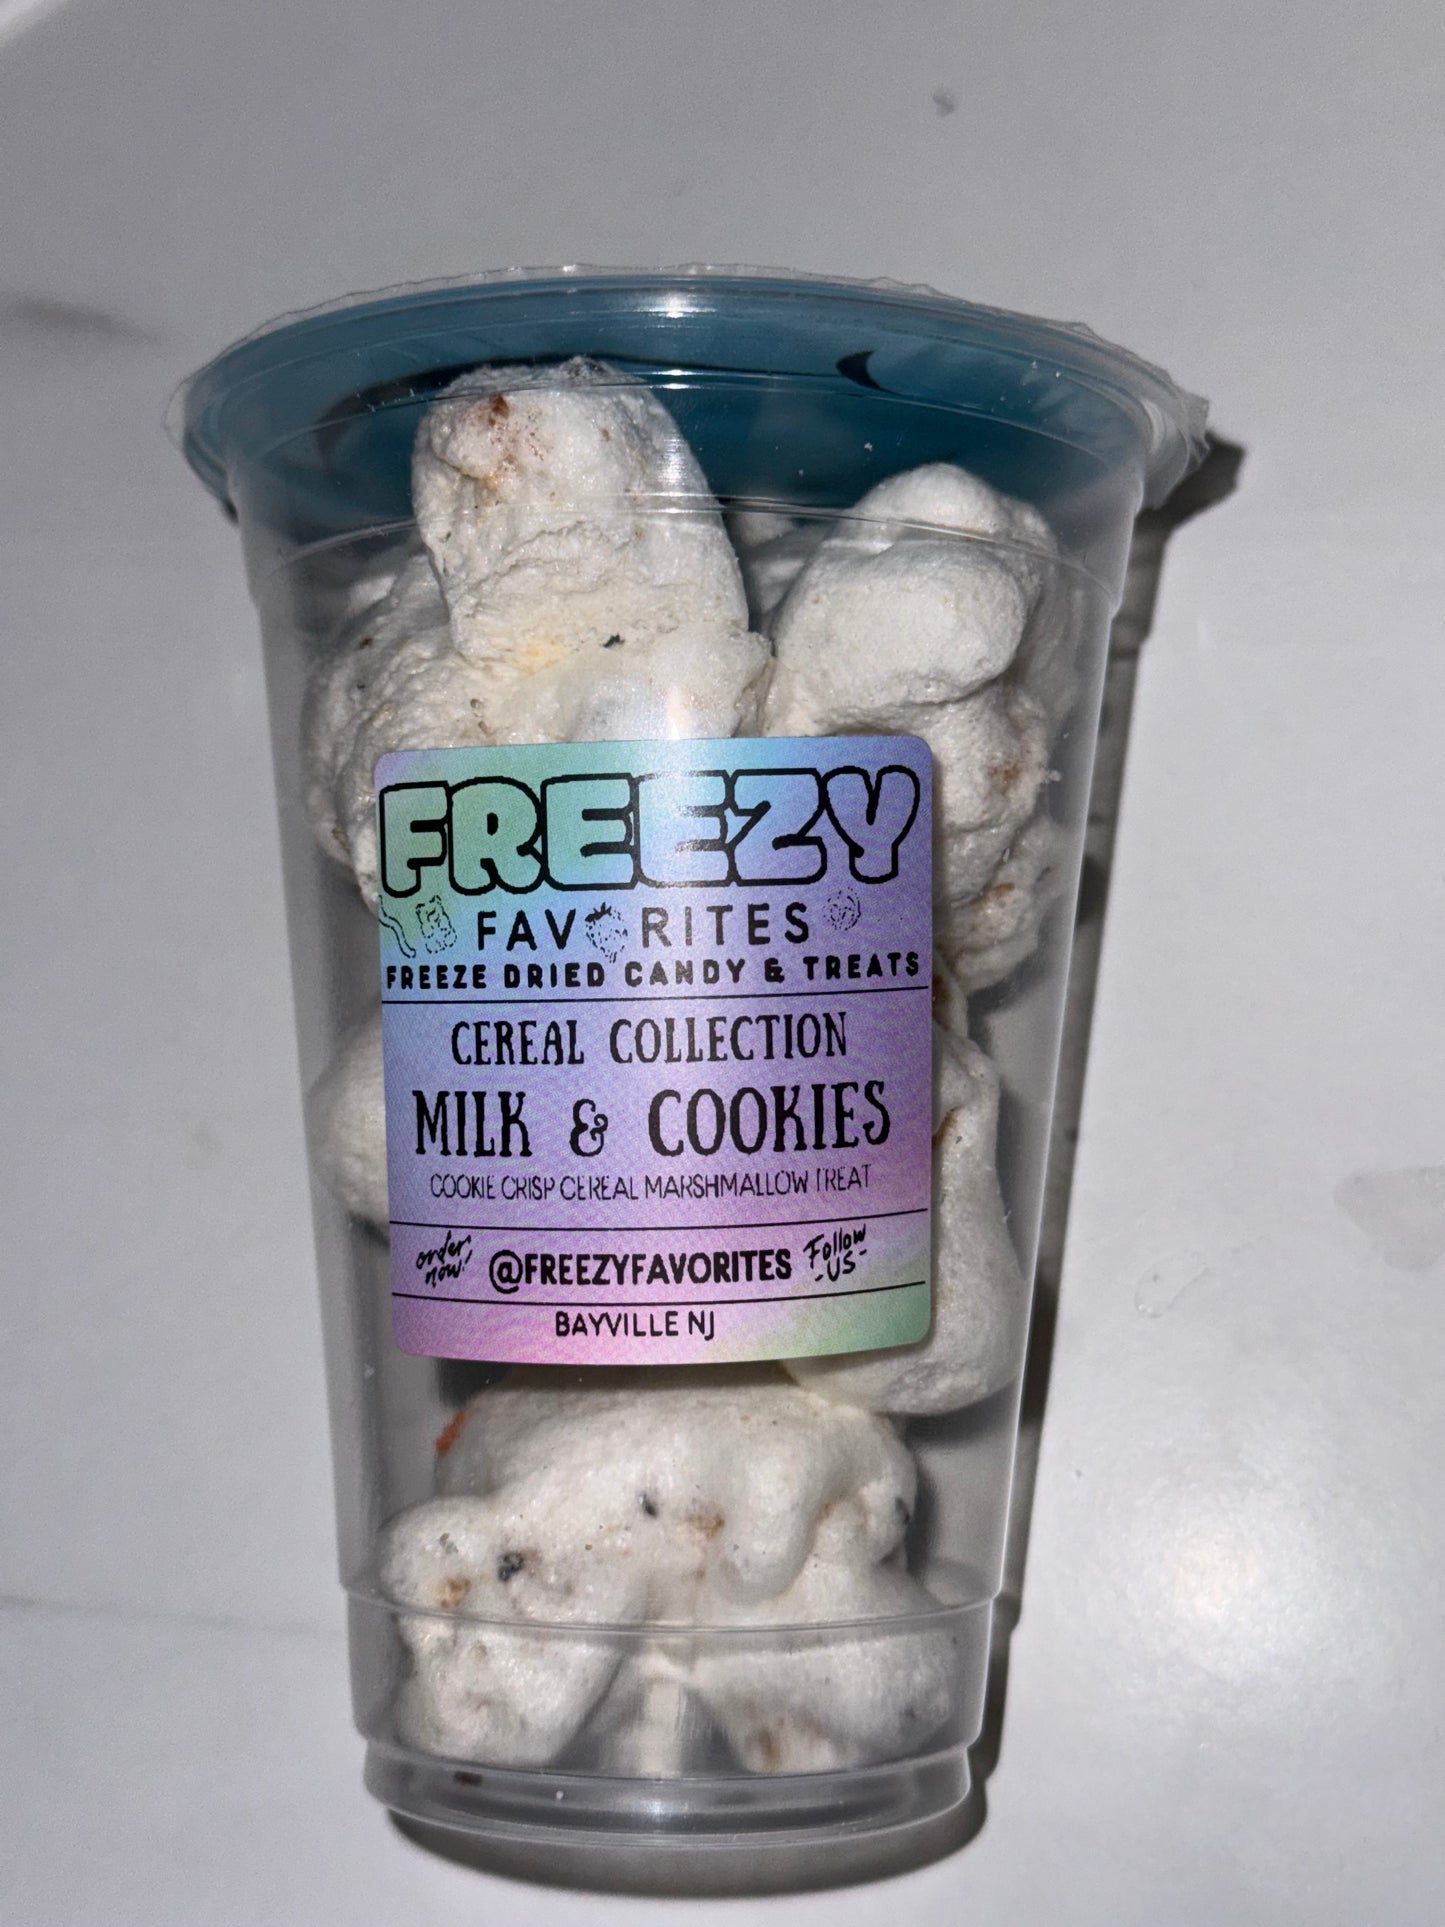 FREEZY
FAVORITES
FREEZE DRIED CANDY & TREATS
CEREAL COLLECTION
MILK & COOKIES
COOKIE CRISP CEREAL MARSHMALLOW TREAT
order now!
@FREEZYFAVORITES
Follow -US-
BAYVILLE NJ